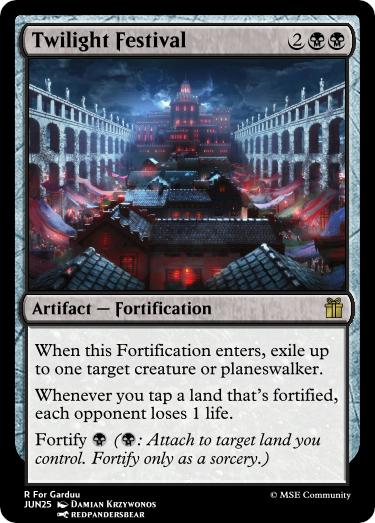 Twilight Festival 2
Artifact — Fortification
When this Fortification enters, exile up
to one target creature or planeswalker.
Whenever you tap a land that's fortified,
each opponent loses 1 life.
Fortify (: Attach to target land you
control. Fortify only as a sorcery.)
R For Garduu
JUN25 Damian Krzywonos
redpandersbear
© MSE Community